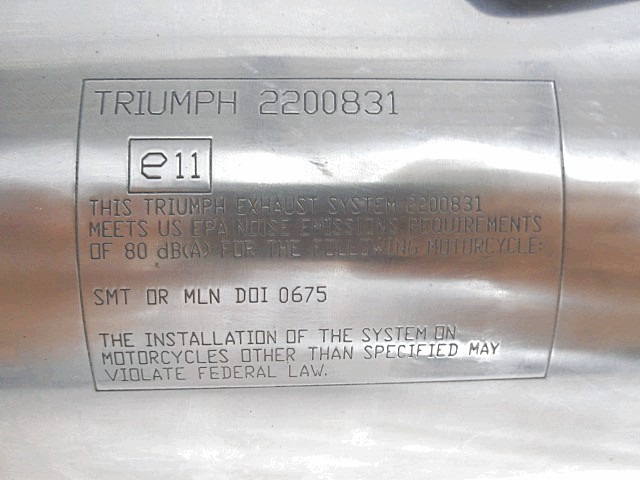 TRIUMPH 2200831
e11
THIS TRIUMPH EXHAUST SYSTEM 2200831
MEETS US EPA NOISE EMISSIONS REQUIREMENTS
OF 80 dB(A) FOR THE FOLLOWING MOTORCYCLE:
SMT OR MLN DOI 0675
THE INSTALLATION OF THE SYSTEM ON
MOTORCYCLES OTHER THAN SPECIFIED MAY
VIOLATE FEDERAL LAW.